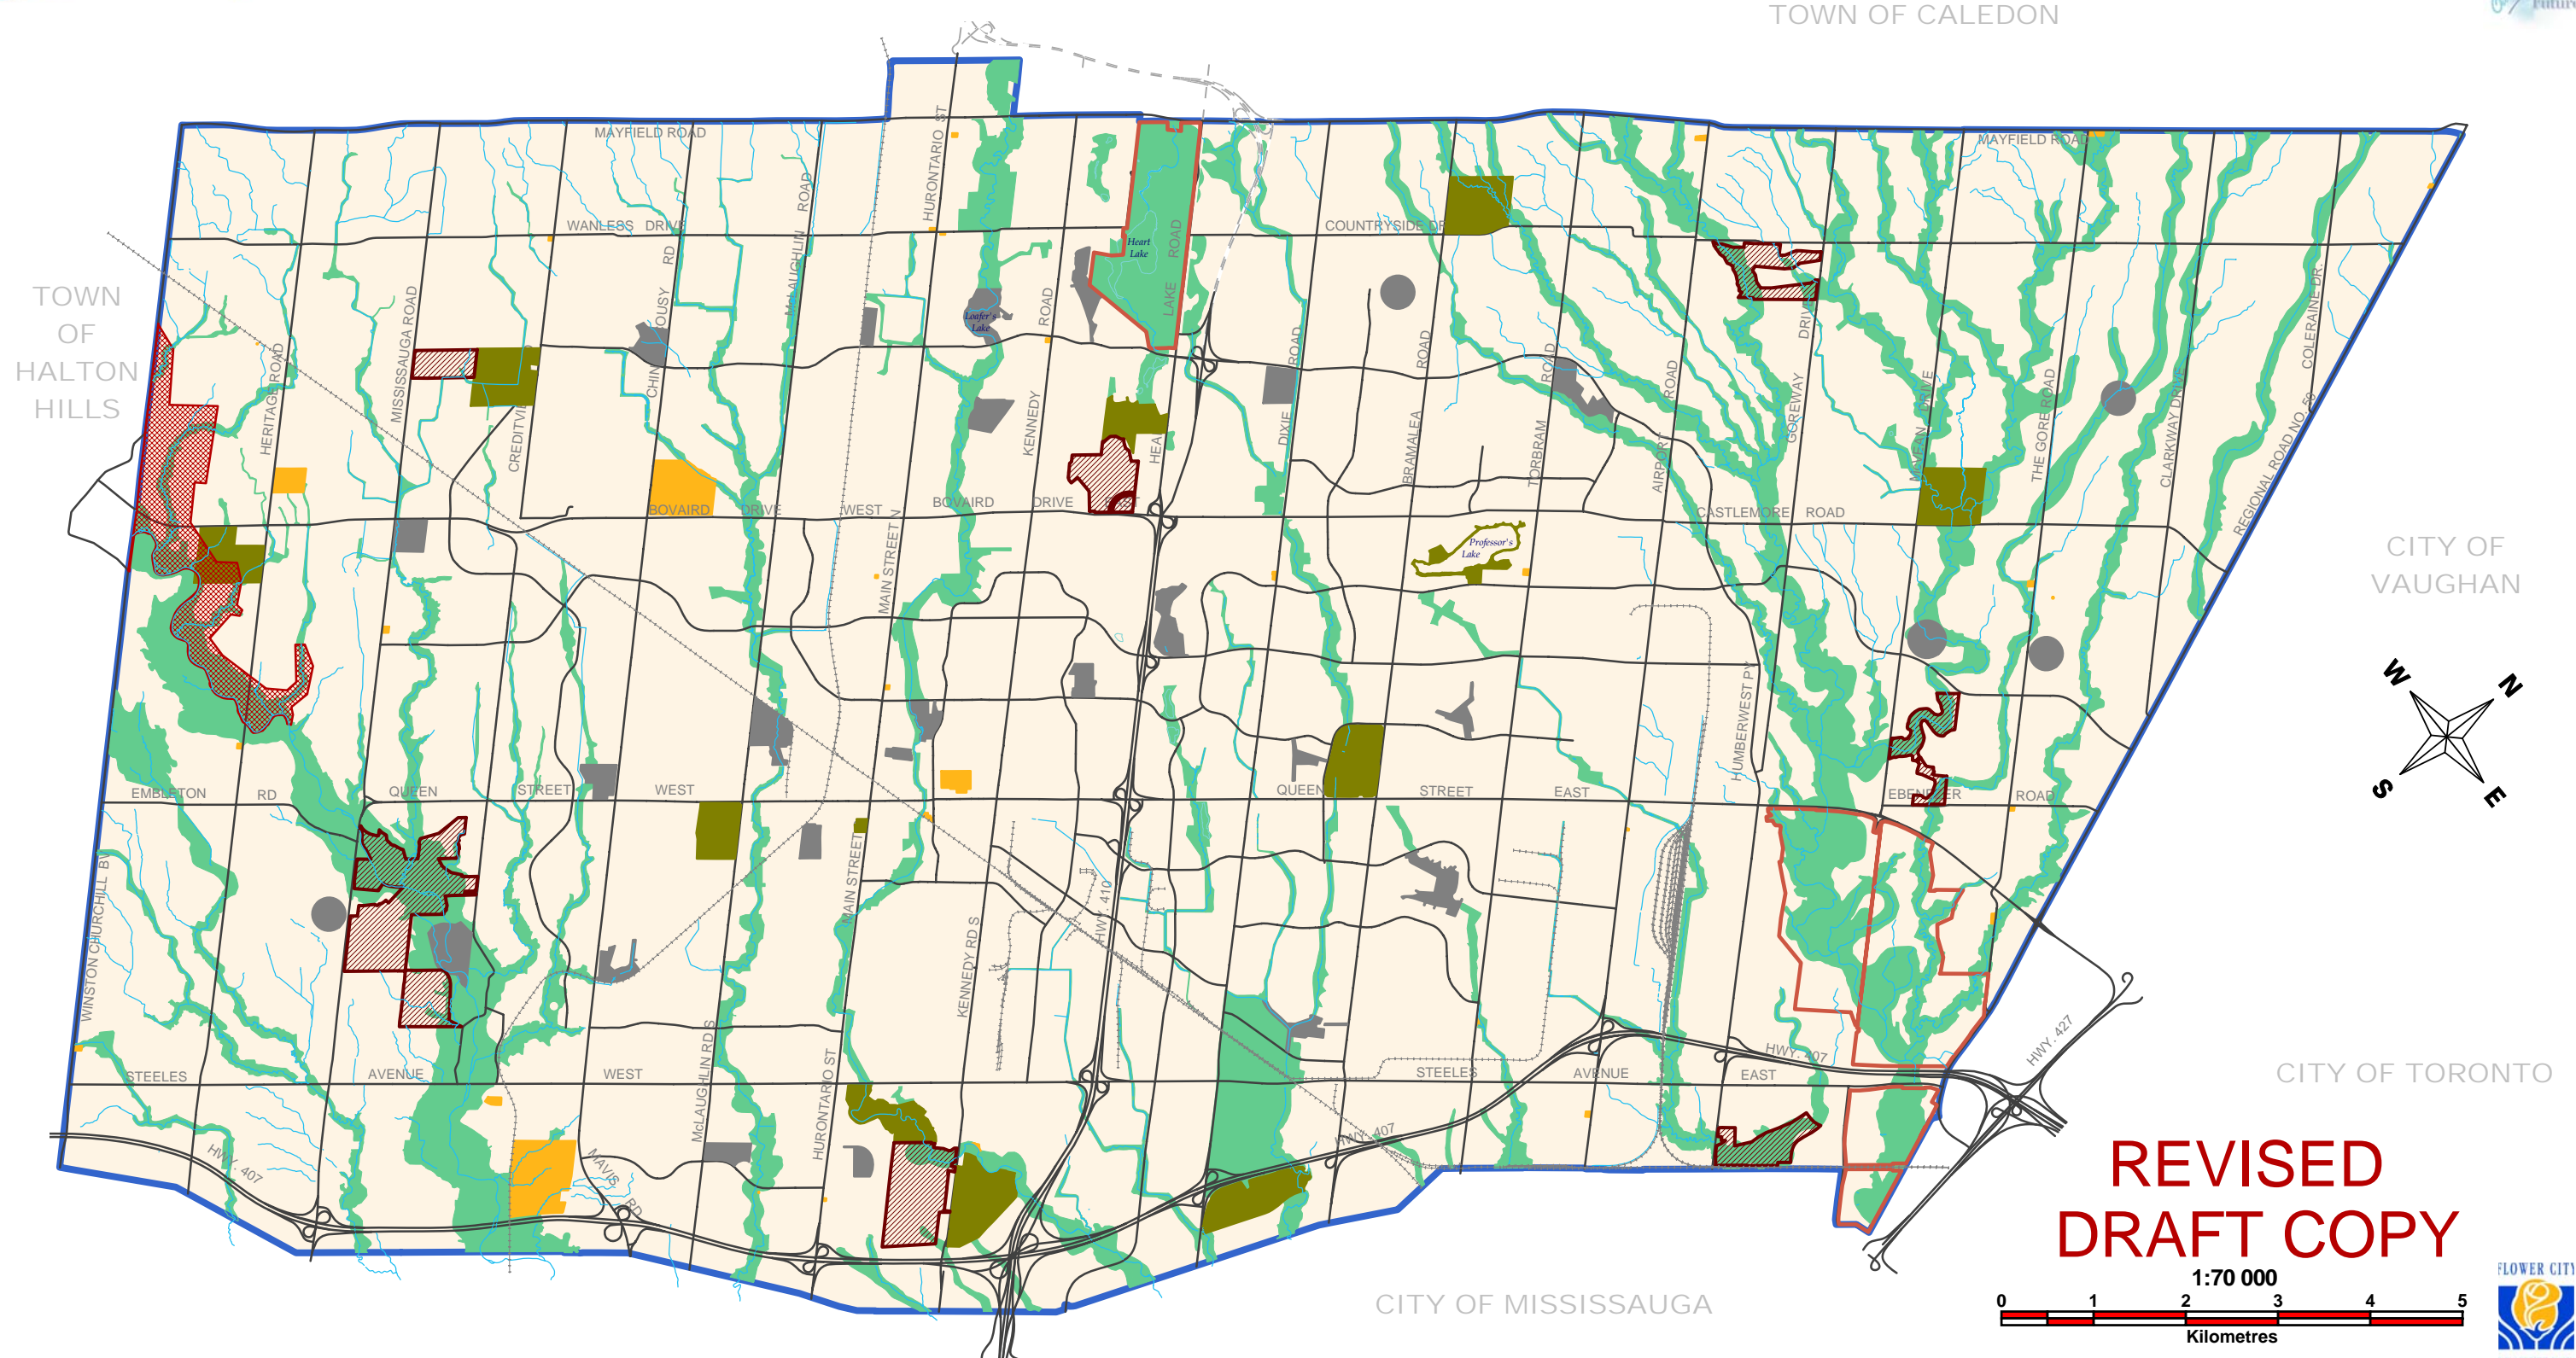 TOWN OF CALEDON
Future
MAYFIELD ROAD
MAYFIELD ROAD
HURONTARIO ST
WANLESS DRIVE
COUNTRYSIDE DR
McLAUGHLIN ROAD
Heart
Lake
LAKE ROAD
TOWN
OF
HALTON
HILLS
Loafer's
Lake
HERITAGE ROAD
MISSISSAUGA ROAD
CREDITVIEW
CHINGUACOUSY RD
KENNEDY ROAD
DIXIE ROAD
BRAMALEA ROAD
TORBRAM ROAD
AIRPORT ROAD
GOREWAY DRIVE
McVEAN DRIVE
THE GORE ROAD
CLARKWAY DRIVE
COLERAINE DR.
REGIONAL ROAD NO. 50
BOVAIRD DRIVE WEST
BOVAIRD DRIVE EAST
CASTLEMORE ROAD
MAIN STREET N
Professor's
Lake
CITY OF
VAUGHAN
W
N
S
E
HUMBERWEST PY
EMBLETON RD
QUEEN STREET WEST
QUEEN STREET EAST
EBENEZER ROAD
WINSTON CHURCHILL BV
MAIN STREET
HWY. 410
KENNEDY RD S
McLAUGHLIN RD S
HURONTARIO ST
STEELES AVENUE WEST
STEELES AVENUE EAST
HWY. 407
HWY. 427
CITY OF TORONTO
HWY. 407
MAVIS RD
HWY. 407
REVISED
DRAFT COPY
1:70 000
0 1 2 3 4 5
Kilometres
CITY OF MISSISSAUGA
FLOWER CITY